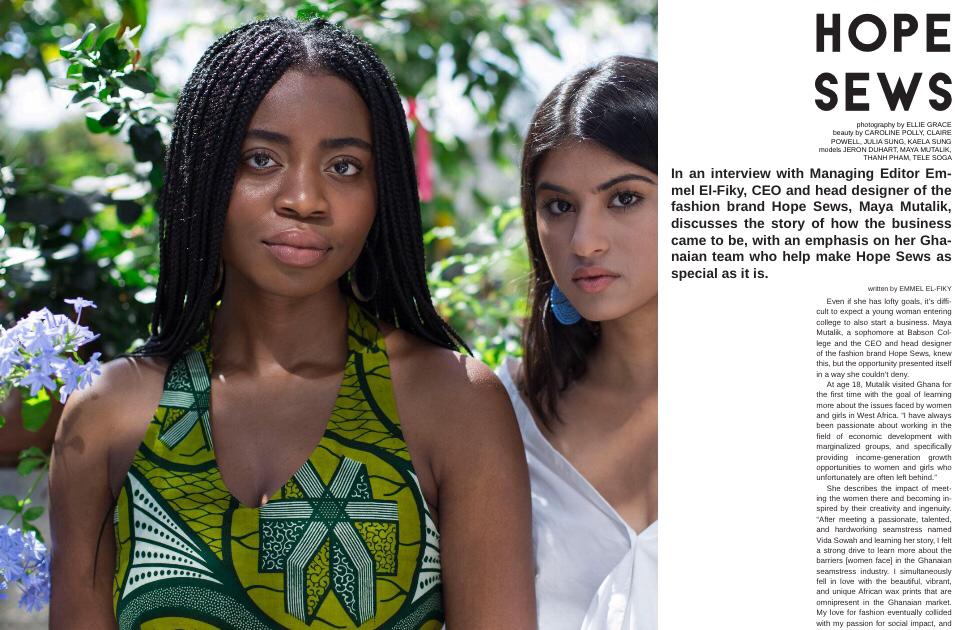 HOPE
SEWS
photography by ELLIE GRACE
beauty by CAROLINE POLLY, CLAIRE
POWELL, JULIA SUNG, KAELA SUNG
models JERON DUHART, MAYA MUTALIK,
THANH PHAM, TELE SOGA
In an interview with Managing Editor Em-
mel El-Fiky, CEO and head designer of the
fashion brand Hope Sews, Maya Mutalik,
discusses the story of how the business
came to be, with an emphasis on her Gha-
naian team who help make Hope Sews as
special as it is.
written by EMMEL EL-FIKY
Even if she has lofty goals, it's diffi-
cult to expect a young woman entering
college to also start a business. Maya
Mutalik, a sophomore at Babson Col-
lege and the CEO and head designer
of the fashion brand Hope Sews, knew
this, but the opportunity presented itself
in a way she couldn't deny.
At age 18, Mutalik visited Ghana for
the first time with the goal of learning
more about the issues faced by women
and girls in West Africa. "I have always
been passionate about working in the
field of economic development with
marginalized groups, and specifically
providing income-generation growth
opportunities to women and girls who
unfortunately are often left behind."
She describes the impact of meet-
ing the women there and becoming in-
spired by their creativity and ingenuity.
"After meeting a passionate, talented,
and hardworking seamstress named
Vida Sowah and learning her story, I felt
a strong drive to learn more about the
barriers [women face] in the Ghanaian
seamstress industry. I simultaneously
fell in love with the beautiful, vibrant,
and unique African wax prints that are
omnipresent in the Ghanaian market.
My love for fashion eventually collided
with my passion for social impact, and